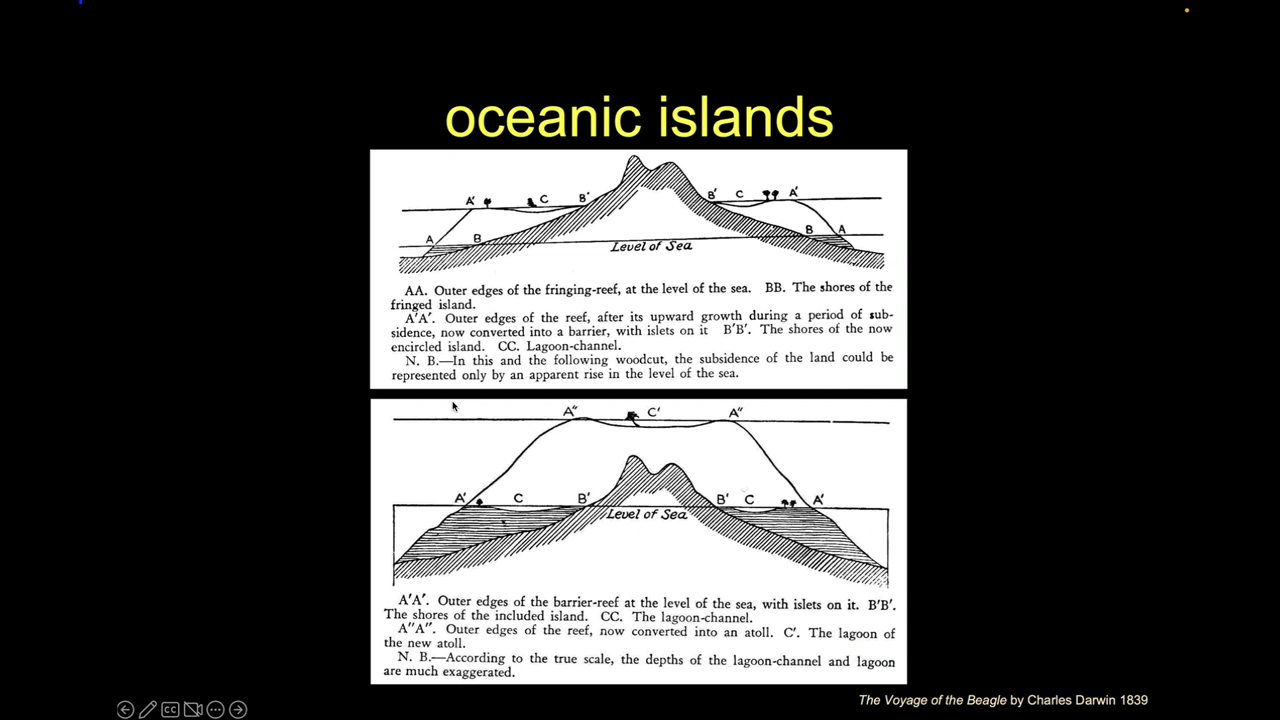 oceanic islands
A' C B' B' C A'
A B B A
Level of Sea
AA. Outer edges of the fringing-reef, at the level of the sea. BB. The shores of the
fringed island.
A'A'. Outer edges of the reef, after its upward growth during a period of sub-
sidence, now converted into a barrier, with islets on it B'B'. The shores of the now
encircled island. CC. Lagoon-channel.
N. B.—In this and the following woodcut, the subsidence of the land could be
represented only by an apparent rise in the level of the sea.
A" C' A"
A' C B' B' C A'
Level of Sea
A'A'. Outer edges of the barrier-reef at the level of the sea, with islets on it. B'B'.
The shores of the included island. CC. The lagoon-channel.
A"A". Outer edges of the reef, now converted into an atoll. C'. The lagoon of
the new atoll.
N. B.—According to the true scale, the depths of the lagoon-channel and lagoon
are much exaggerated.
The Voyage of the Beagle by Charles Darwin 1839
CC